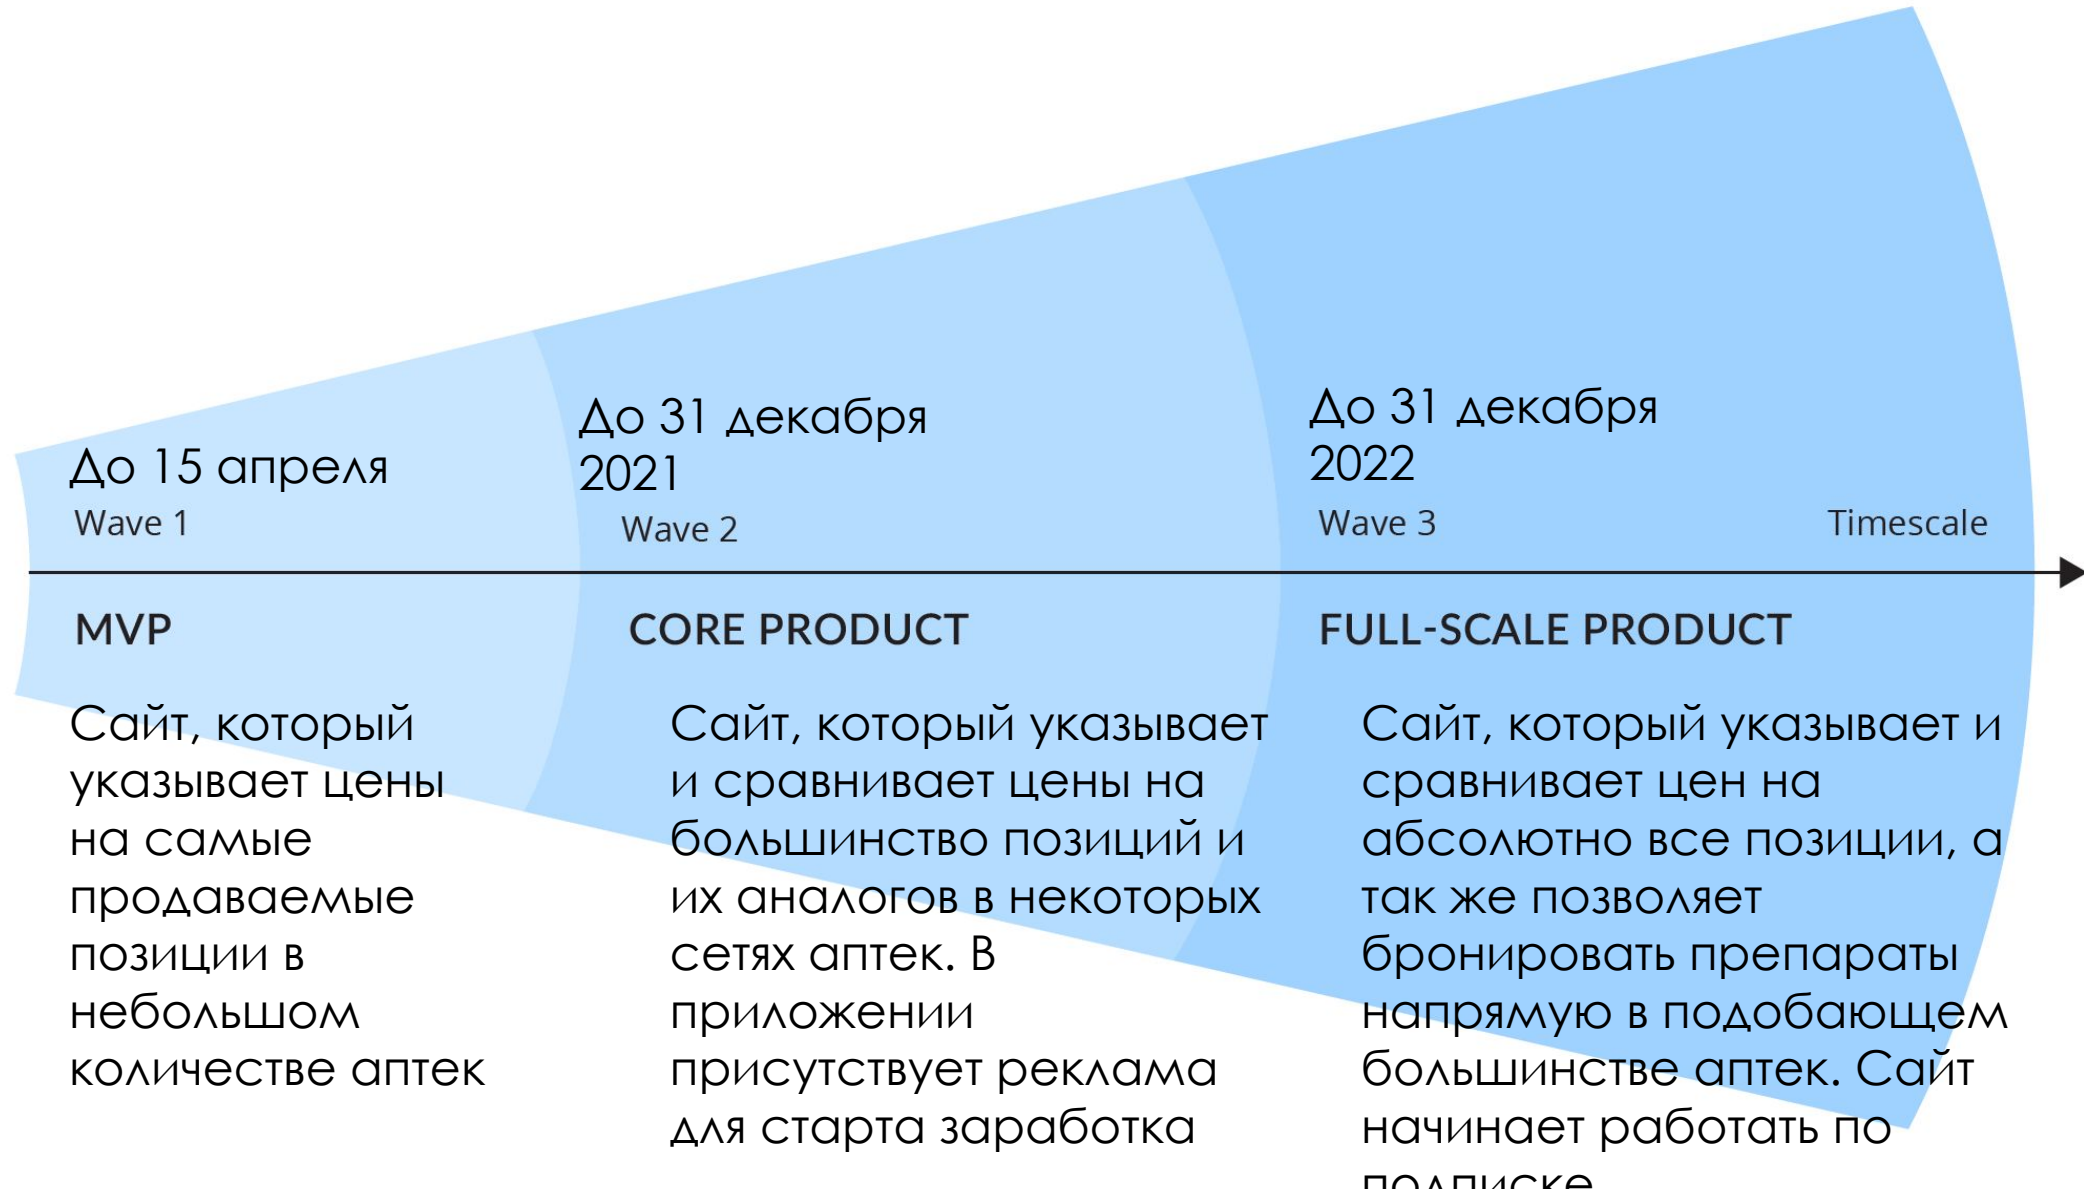 До 15 апреля
Wave 1
До 31 декабря
2021
Wave 2
До 31 декабря
2022
Wave 3
Timescale
MVP
CORE PRODUCT
FULL-SCALE PRODUCT
Сайт, который
указывает цены
на самые
продаваемые
позиции в
небольшом
количестве аптек
Сайт, который указывает
и сравнивает цены на
большинство позиций и
их аналогов в некоторых
сетях аптек. В
приложении
присутствует реклама
для старта заработка
Сайт, который указывает и
сравнивает цен на
абсолютно все позиции, а
так же позволяет
бронировать препараты
напрямую в подобающем
большинстве аптек. Сайт
начинает работать по
подписке